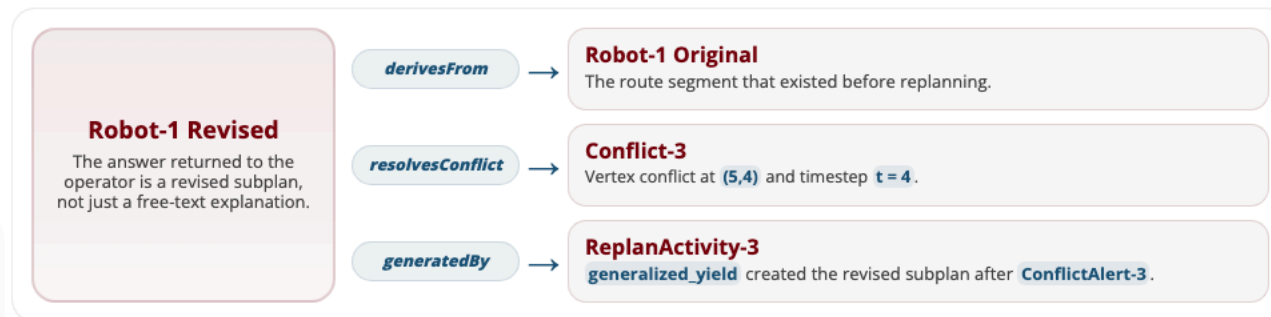 Robot-1 Revised
The answer returned to the
operator is a revised subplan,
not just a free-text explanation.
derivesFrom →
Robot-1 Original
The route segment that existed before replanning.
resolvesConflict →
Conflict-3
Vertex conflict at (5,4) and timestep t = 4.
generatedBy →
ReplanActivity-3
generalized_yield created the revised subplan after ConflictAlert-3.